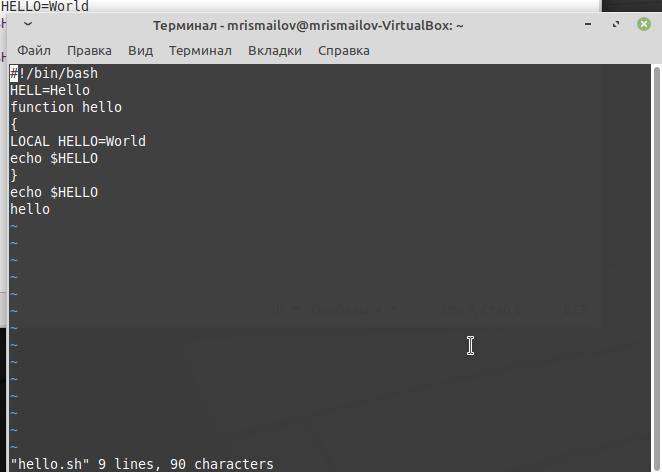 HELLO=World
Терминал - mrismailov@mrismailov-VirtualBox: ~
Файл Правка Вид Терминал Вкладки Справка
#!/bin/bash
HELL=Hello
function hello
{
LOCAL HELLO=World
echo $HELLO
}
echo $HELLO
hello
~
~
~
~
~
~
~
~
~
~
~
~
~
~
"hello.sh" 9 lines, 90 characters